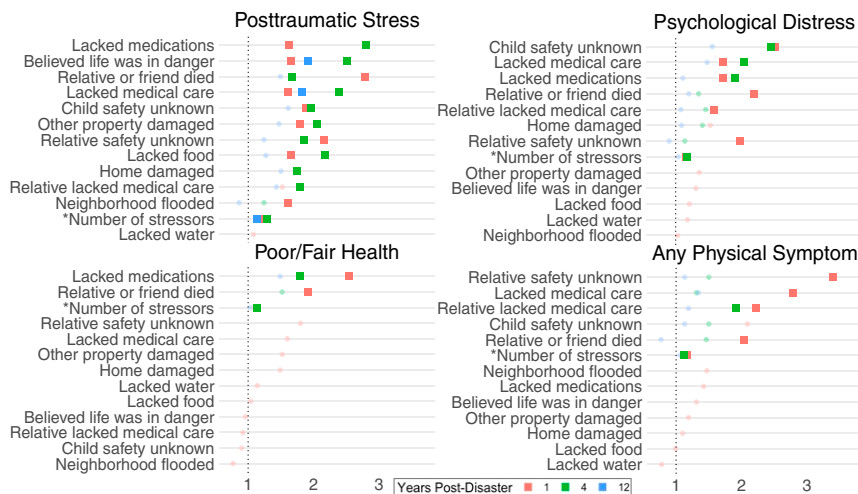 Posttraumatic Stress
Lacked medications
Believed life was in danger
Relative or friend died
Lacked medical care
Child safety unknown
Other property damaged
Relative safety unknown
Lacked food
Home damaged
Relative lacked medical care
Neighborhood flooded
*Number of stressors
Lacked water
Psychological Distress
Child safety unknown
Lacked medical care
Lacked medications
Relative or friend died
Relative lacked medical care
Home damaged
Relative safety unknown
*Number of stressors
Other property damaged
Believed life was in danger
Lacked food
Lacked water
Neighborhood flooded
Poor/Fair Health
Lacked medications
Relative or friend died
*Number of stressors
Relative safety unknown
Lacked medical care
Other property damaged
Home damaged
Lacked water
Lacked food
Believed life was in danger
Relative lacked medical care
Child safety unknown
Neighborhood flooded
1 2 3
Any Physical Symptom
Relative safety unknown
Lacked medical care
Relative lacked medical care
Child safety unknown
Relative or friend died
*Number of stressors
Neighborhood flooded
Lacked medications
Believed life was in danger
Other property damaged
Home damaged
Lacked food
Lacked water
1 2 3
Years Post-Disaster 1 4 12